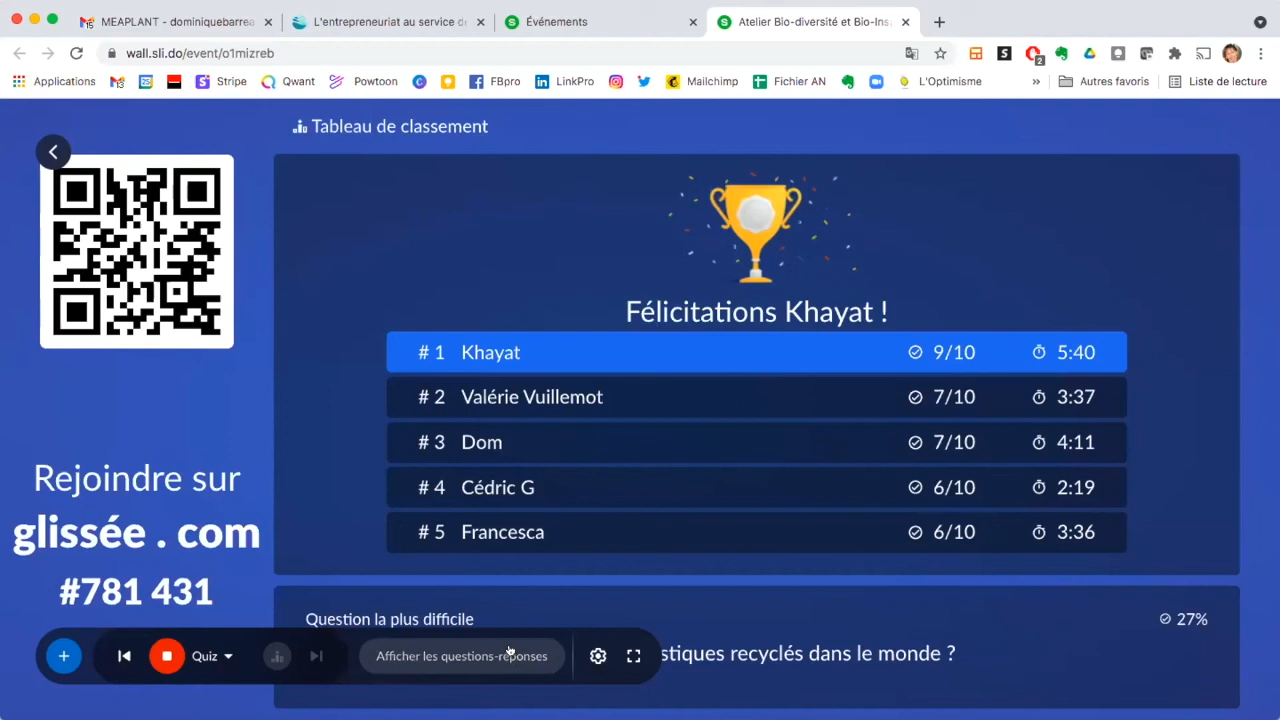 15
MEAPLANT - dominiquebarrea
L'entrepreneuriat au service de
S
Événements
S
Atelier Bio-diversité et Bio-Ins
wall.sli.do/event/o1mizreb
S
2
Applications
25
Stripe
Qwant
Powtoon
FBpro
LinkPro
Mailchimp
Fichier AN
L'Optimisme
»
Autres favoris
Liste de lecture
Tableau de classement
Félicitations Khayat !
# 1 Khayat 9/10 5:40
# 2 Valérie Vuillemot 7/10 3:37
# 3 Dom 7/10 4:11
# 4 Cédric G 6/10 2:19
# 5 Francesca 6/10 3:36
Rejoindre sur
glissée . com
#781 431
Question la plus difficile 27%
stiques recyclés dans le monde ?
Quiz
Afficher les questions-réponses